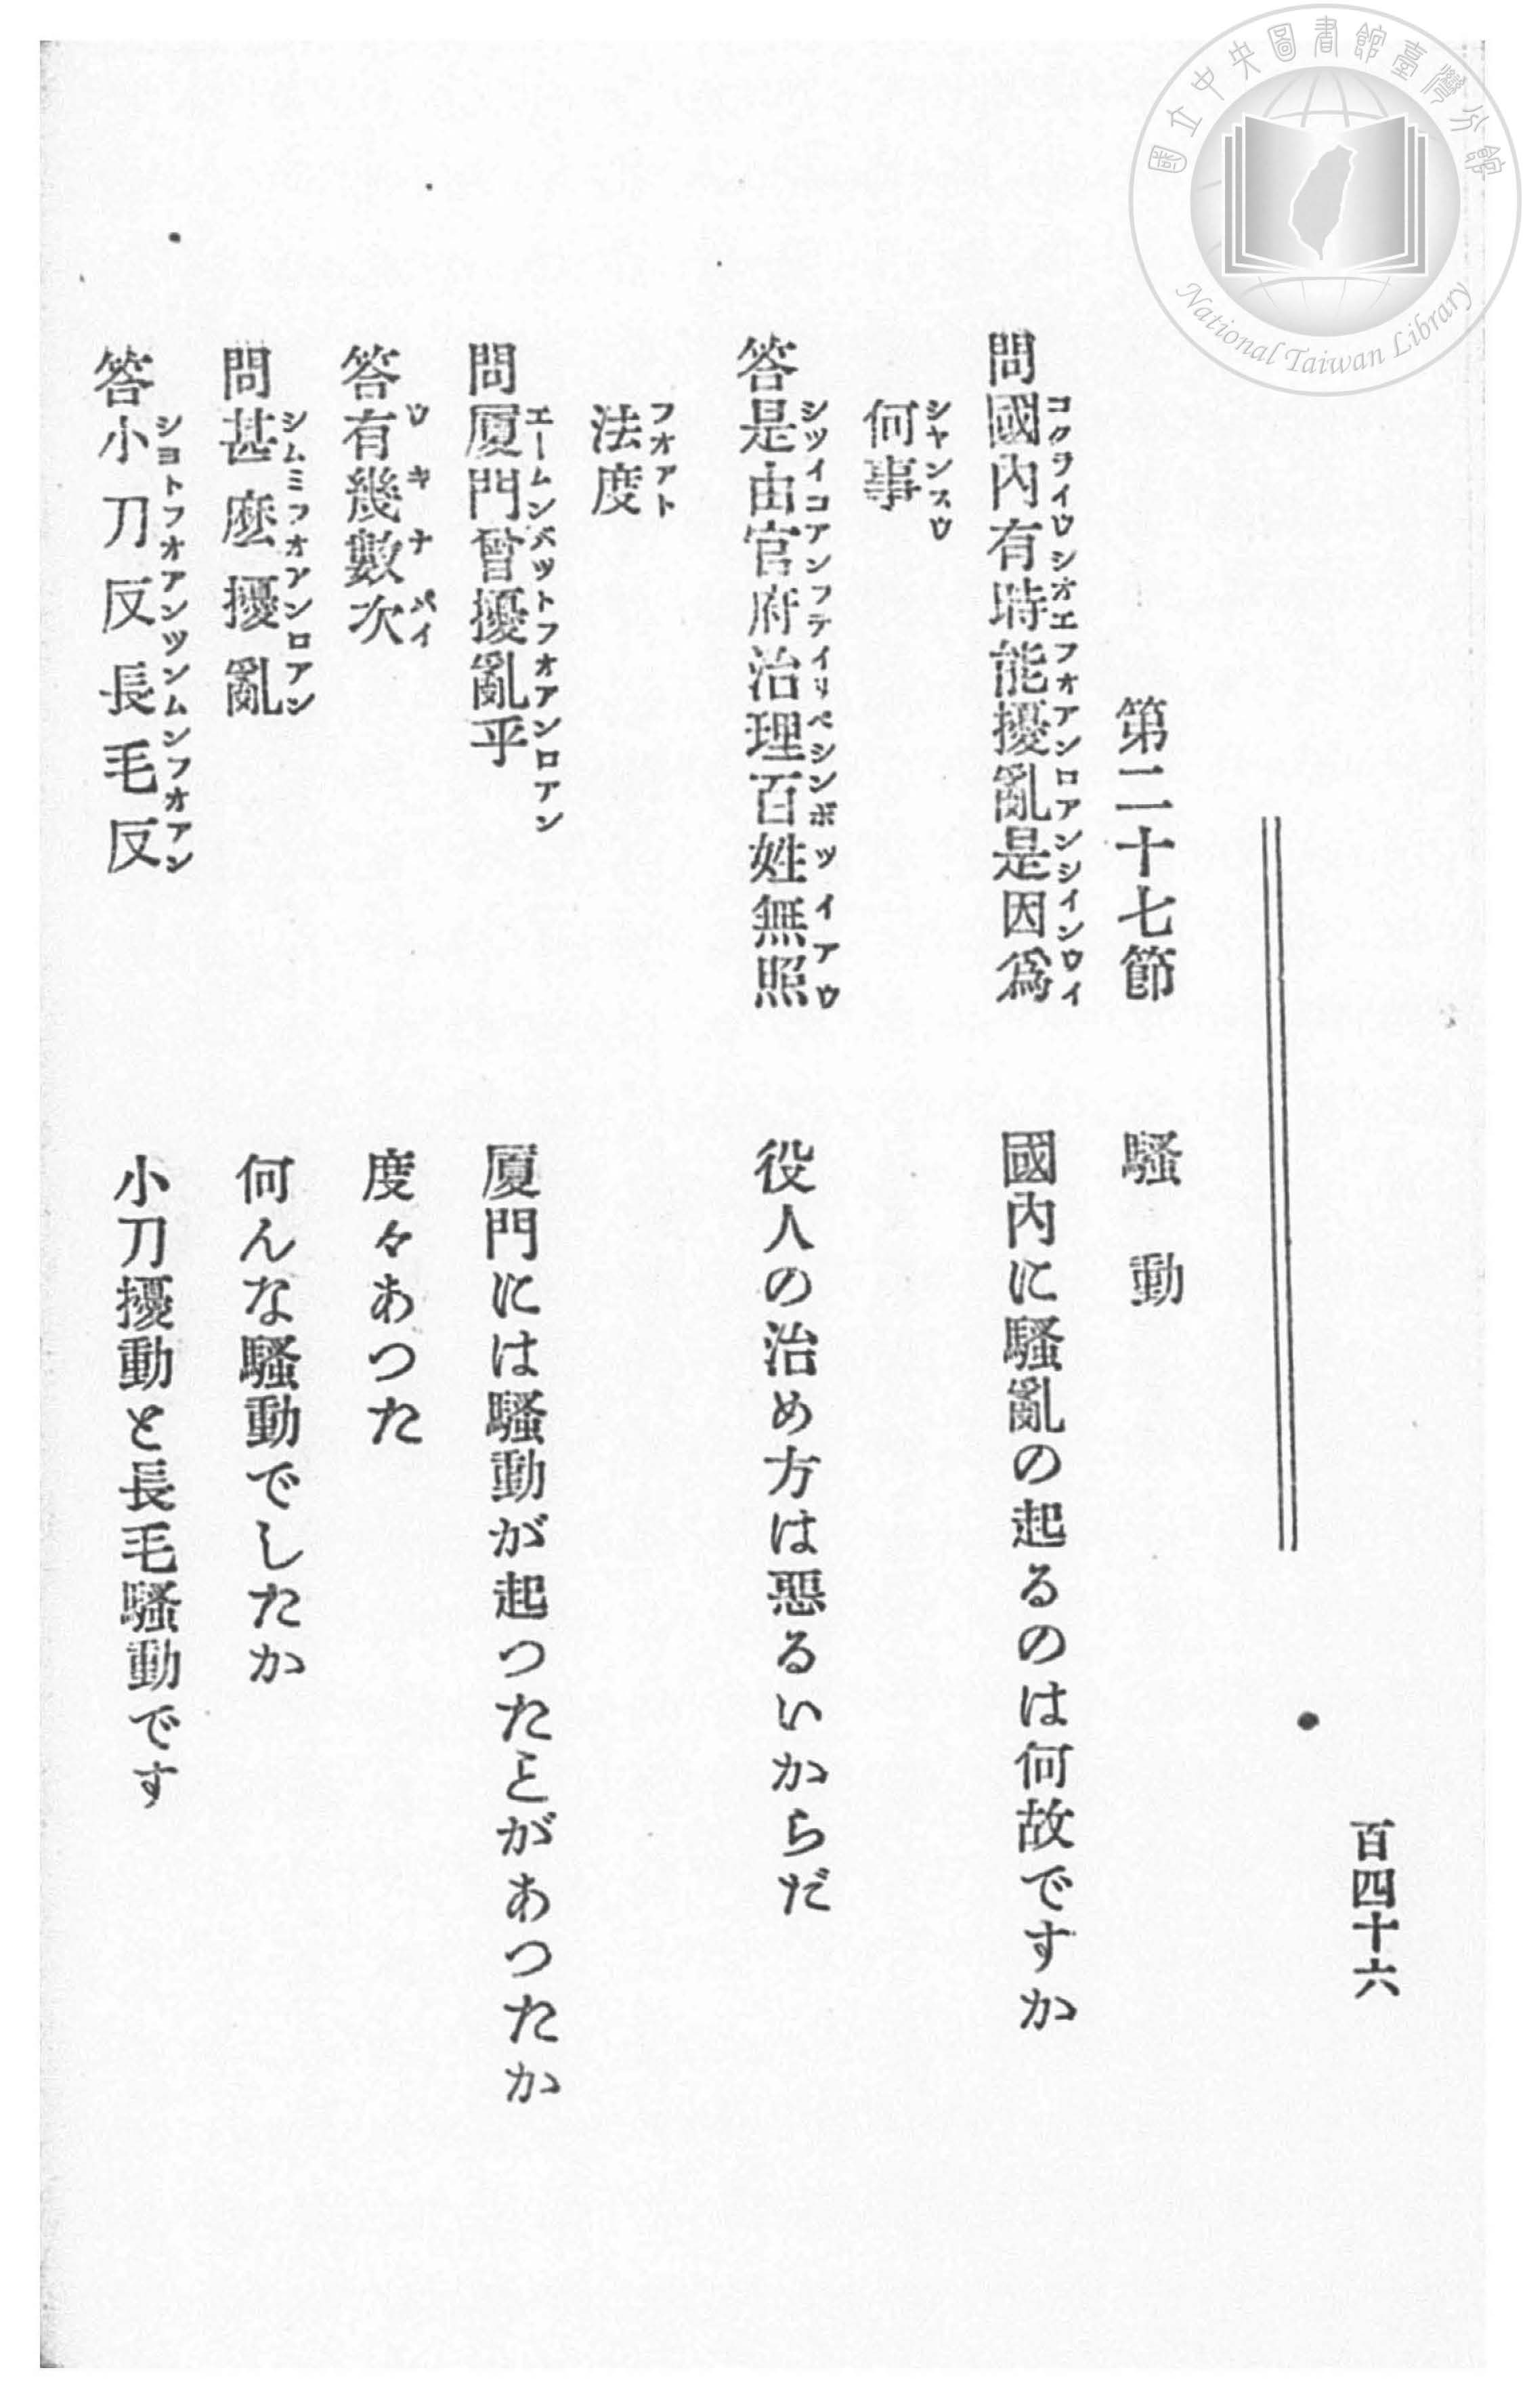 國立中央圖書館臺灣分館
National Taiwan Library
百四十六
第二十七節　騷動
コクヲイウシオエフオアンロアンシインウイ
問國內有時能擾亂是因爲
國內に騷亂の起るのは何故ですか
シヤンスウ
何事
シツイコアンフテイリペシンボツイアウ
答是由官府治理百姓無照
役人の治め方は惡るいからだ
フオアト
法度
エームンバットフオアンロアン
問厦門曾擾亂乎
厦門には騷動が起つたとがあつたか
ウキナパイ
答有幾數次
度々あつた
シムミフオアンロアン
問甚麽擾亂
何んな騷動でしたか
シヨトフオアンツンムンフオアン
答小刀反長毛反
小刀擾動と長毛騷動です